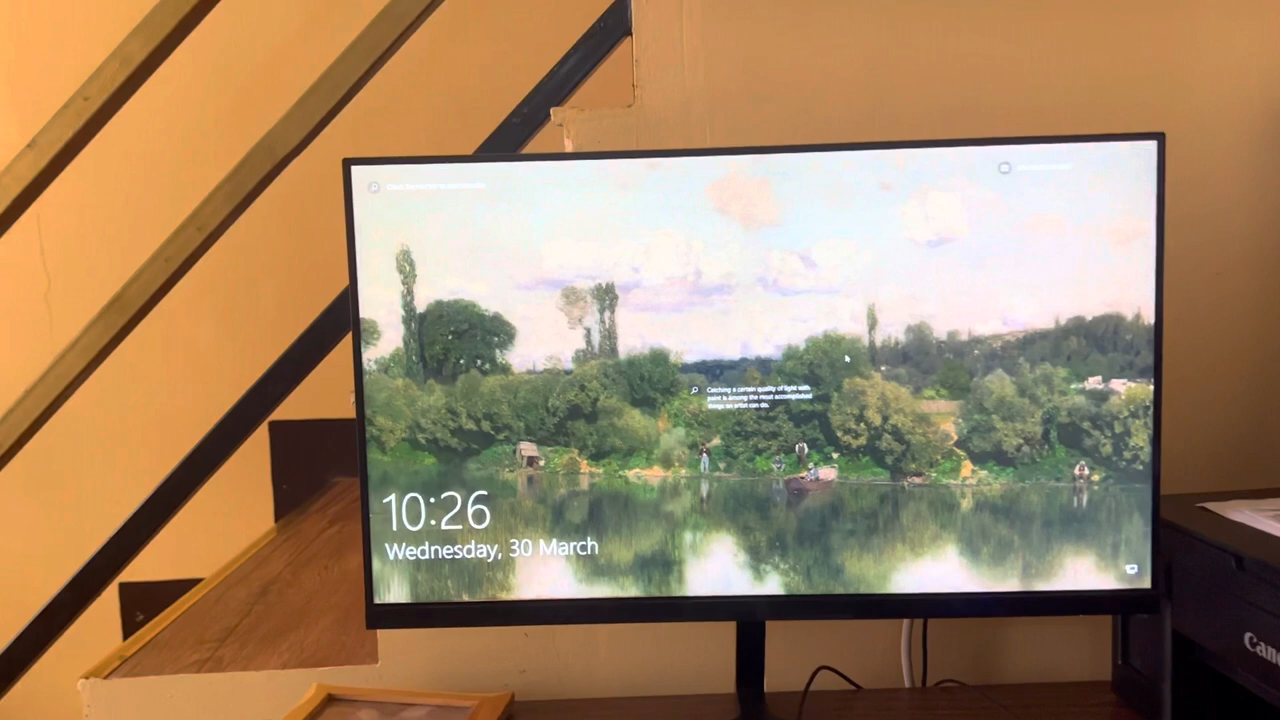 Catching a certain quality of light with
paint is among the most accomplished
things an artist can do.
10:26
Wednesday, 30 March